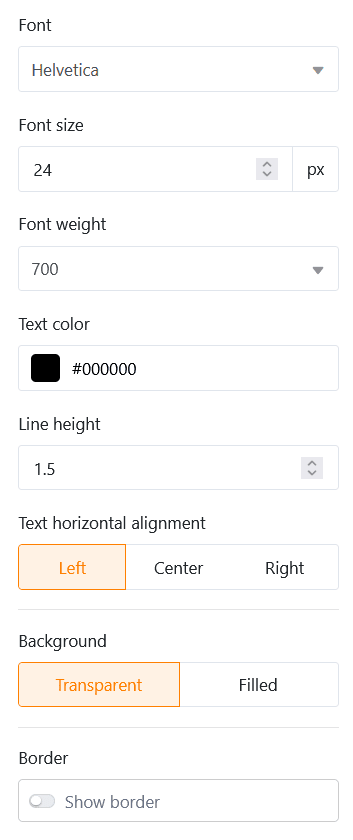 Font
Helvetica
Font size
24 px
Font weight
700
Text color
#000000
Line height
1.5
Text horizontal alignment
Left Center Right
Background
Transparent Filled
Border
Show border